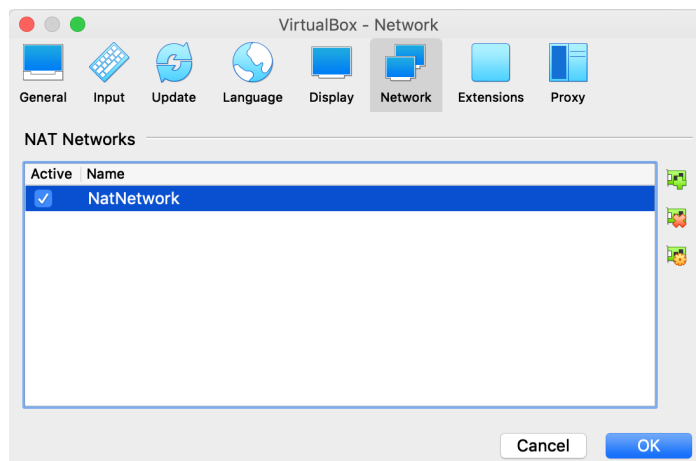 VirtualBox - Network
General Input Update Language Display Network Extensions Proxy
NAT Networks
Active Name
NatNetwork
Cancel OK